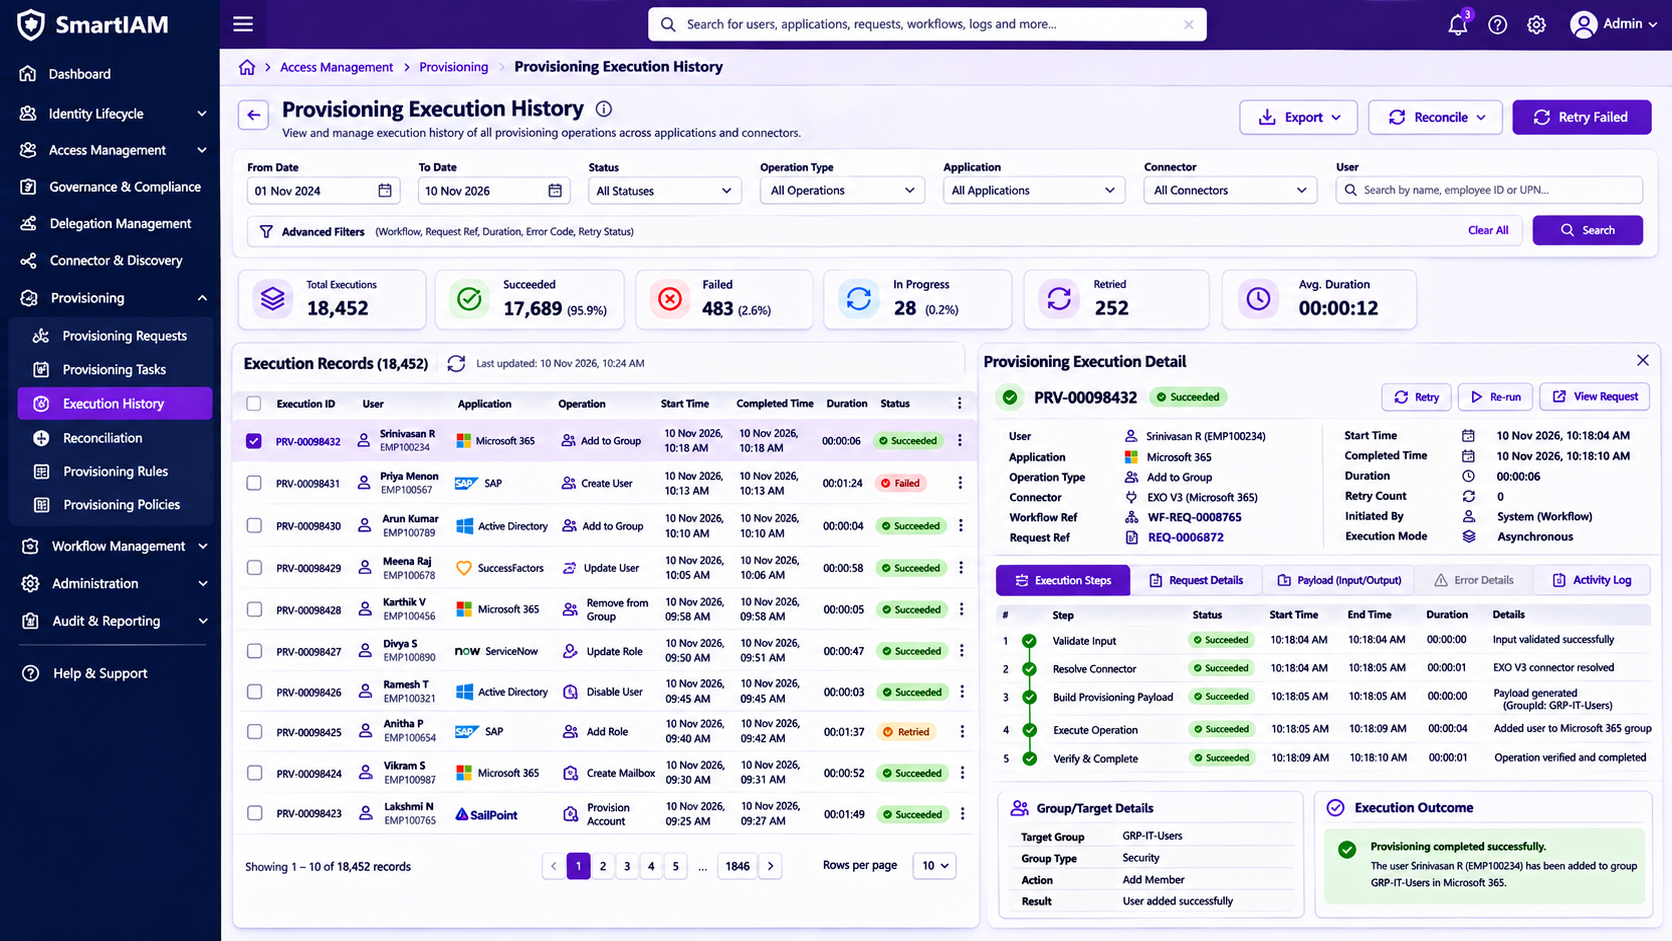 SmartIAM
Search for users, applications, requests, workflows, logs and more...
3
Admin
Dashboard
Identity Lifecycle
Access Management
Governance & Compliance
Delegation Management
Connector & Discovery
Provisioning
Provisioning Requests
Provisioning Tasks
Execution History
Reconciliation
Provisioning Rules
Provisioning Policies
Workflow Management
Administration
Audit & Reporting
Help & Support
Access Management > Provisioning > Provisioning Execution History
Provisioning Execution History
View and manage execution history of all provisioning operations across applications and connectors.
Export
Reconcile
Retry Failed
From Date To Date Status Operation Type Application Connector User
01 Nov 2024 10 Nov 2026 All Statuses All Operations All Applications All Connectors Search by name, employee ID or UPN...
Advanced Filters (Workflow, Request Ref, Duration, Error Code, Retry Status) Clear All Search
Total Executions
18,452
Succeeded
17,689 (95.9%)
Failed
483 (2.6%)
In Progress
28 (0.2%)
Retried
252
Avg. Duration
00:00:12
Execution Records (18,452) Last updated: 10 Nov 2026, 10:24 AM
Execution ID User Application Operation Start Time Completed Time Duration Status
PRV-00098432 Srinivasan R EMP100234 Microsoft 365 Add to Group 10 Nov 2026, 10:18 AM 10 Nov 2026, 10:18 AM 00:00:06 Succeeded
PRV-00098431 Priya Menon EMP100567 SAP SAP Create User 10 Nov 2026, 10:13 AM 10 Nov 2026, 10:13 AM 00:01:24 Failed
PRV-00098430 Arun Kumar EMP100789 Active Directory Add to Group 10 Nov 2026, 10:10 AM 10 Nov 2026, 10:10 AM 00:00:04 Succeeded
PRV-00098429 Meena Raj EMP100678 SuccessFactors Update User 10 Nov 2026, 10:05 AM 10 Nov 2026, 10:06 AM 00:00:58 Succeeded
PRV-00098428 Karthik V EMP100456 Microsoft 365 Remove from Group 10 Nov 2026, 09:58 AM 10 Nov 2026, 09:58 AM 00:00:05 Succeeded
PRV-00098427 Divya S EMP100890 now ServiceNow Update Role 10 Nov 2026, 09:50 AM 10 Nov 2026, 09:51 AM 00:00:47 Succeeded
PRV-00098426 Ramesh T EMP100321 Active Directory Disable User 10 Nov 2026, 09:45 AM 10 Nov 2026, 09:45 AM 00:00:03 Succeeded
PRV-00098425 Anitha P EMP100654 SAP SAP Add Role 10 Nov 2026, 09:40 AM 10 Nov 2026, 09:42 AM 00:01:37 Retried
PRV-00098424 Vikram S EMP100987 Microsoft 365 Create Mailbox 10 Nov 2026, 09:30 AM 10 Nov 2026, 09:31 AM 00:00:52 Succeeded
PRV-00098423 Lakshmi N EMP100765 SailPoint Provision Account 10 Nov 2026, 09:25 AM 10 Nov 2026, 09:27 AM 00:01:49 Succeeded
Showing 1 – 10 of 18,452 records < 1 2 3 4 5 ... 1846 > Rows per page 10
Provisioning Execution Detail
PRV-00098432 Succeeded Retry Re-run View Request
User Srinivasan R (EMP100234)
Application Microsoft 365
Operation Type Add to Group
Connector EXO V3 (Microsoft 365)
Workflow Ref WF-REQ-0008765
Request Ref REQ-0006872
Start Time 10 Nov 2026, 10:18:04 AM
Completed Time 10 Nov 2026, 10:18:10 AM
Duration 00:00:06
Retry Count 0
Initiated By System (Workflow)
Execution Mode Asynchronous
Execution Steps Request Details Payload (Input/Output) Error Details Activity Log
# Step Status Start Time End Time Duration Details
1 Validate Input Succeeded 10:18:04 AM 10:18:04 AM 00:00:00 Input validated successfully
2 Resolve Connector Succeeded 10:18:04 AM 10:18:05 AM 00:00:01 EXO V3 connector resolved
3 Build Provisioning Payload Succeeded 10:18:05 AM 10:18:05 AM 00:00:00 Payload generated
(GroupId: GRP-IT-Users)
4 Execute Operation Succeeded 10:18:05 AM 10:18:09 AM 00:00:04 Added user to Microsoft 365 group
5 Verify & Complete Succeeded 10:18:09 AM 10:18:10 AM 00:00:01 Operation verified and completed
Group/Target Details
Target Group GRP-IT-Users
Group Type Security
Action Add Member
Result User added successfully
Execution Outcome
Provisioning completed successfully.
The user Srinivasan R (EMP100234) has been added to group
GRP-IT-Users in Microsoft 365.